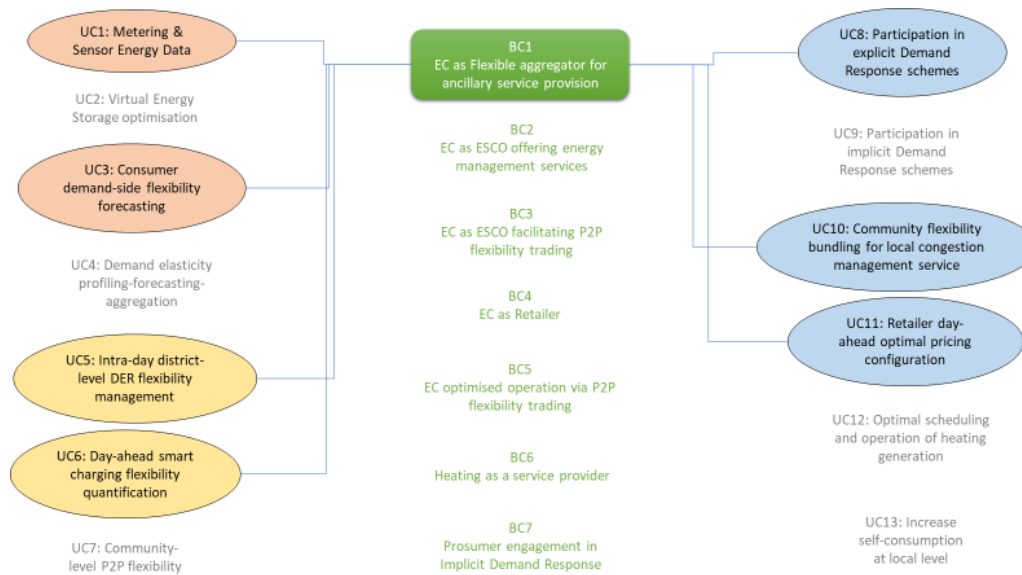 UC1: Metering &
Sensor Energy Data
UC2: Virtual Energy
Storage optimisation
UC3: Consumer
demand-side flexibility
forecasting
UC4: Demand elasticity
profiling-forecasting-
aggregation
UC5: Intra-day district-
level DER flexibility
management
UC6: Day-ahead smart
charging flexibility
quantification
UC7: Community-
level P2P flexibility
BC1
EC as Flexible aggregator for
ancillary service provision
BC2
EC as ESCO offering energy
management services
BC3
EC as ESCO facilitating P2P
flexibility trading
BC4
EC as Retailer
BC5
EC optimised operation via P2P
flexibility trading
BC6
Heating as a service provider
BC7
Prosumer engagement in
Implicit Demand Response
UC8: Participation in
explicit Demand
Response schemes
UC9: Participation in
implicit Demand
Response schemes
UC10: Community flexibility
bundling for local congestion
management service
UC11: Retailer day-
ahead optimal pricing
configuration
UC12: Optimal scheduling
and operation of heating
generation
UC13: Increase
self-consumption
at local level